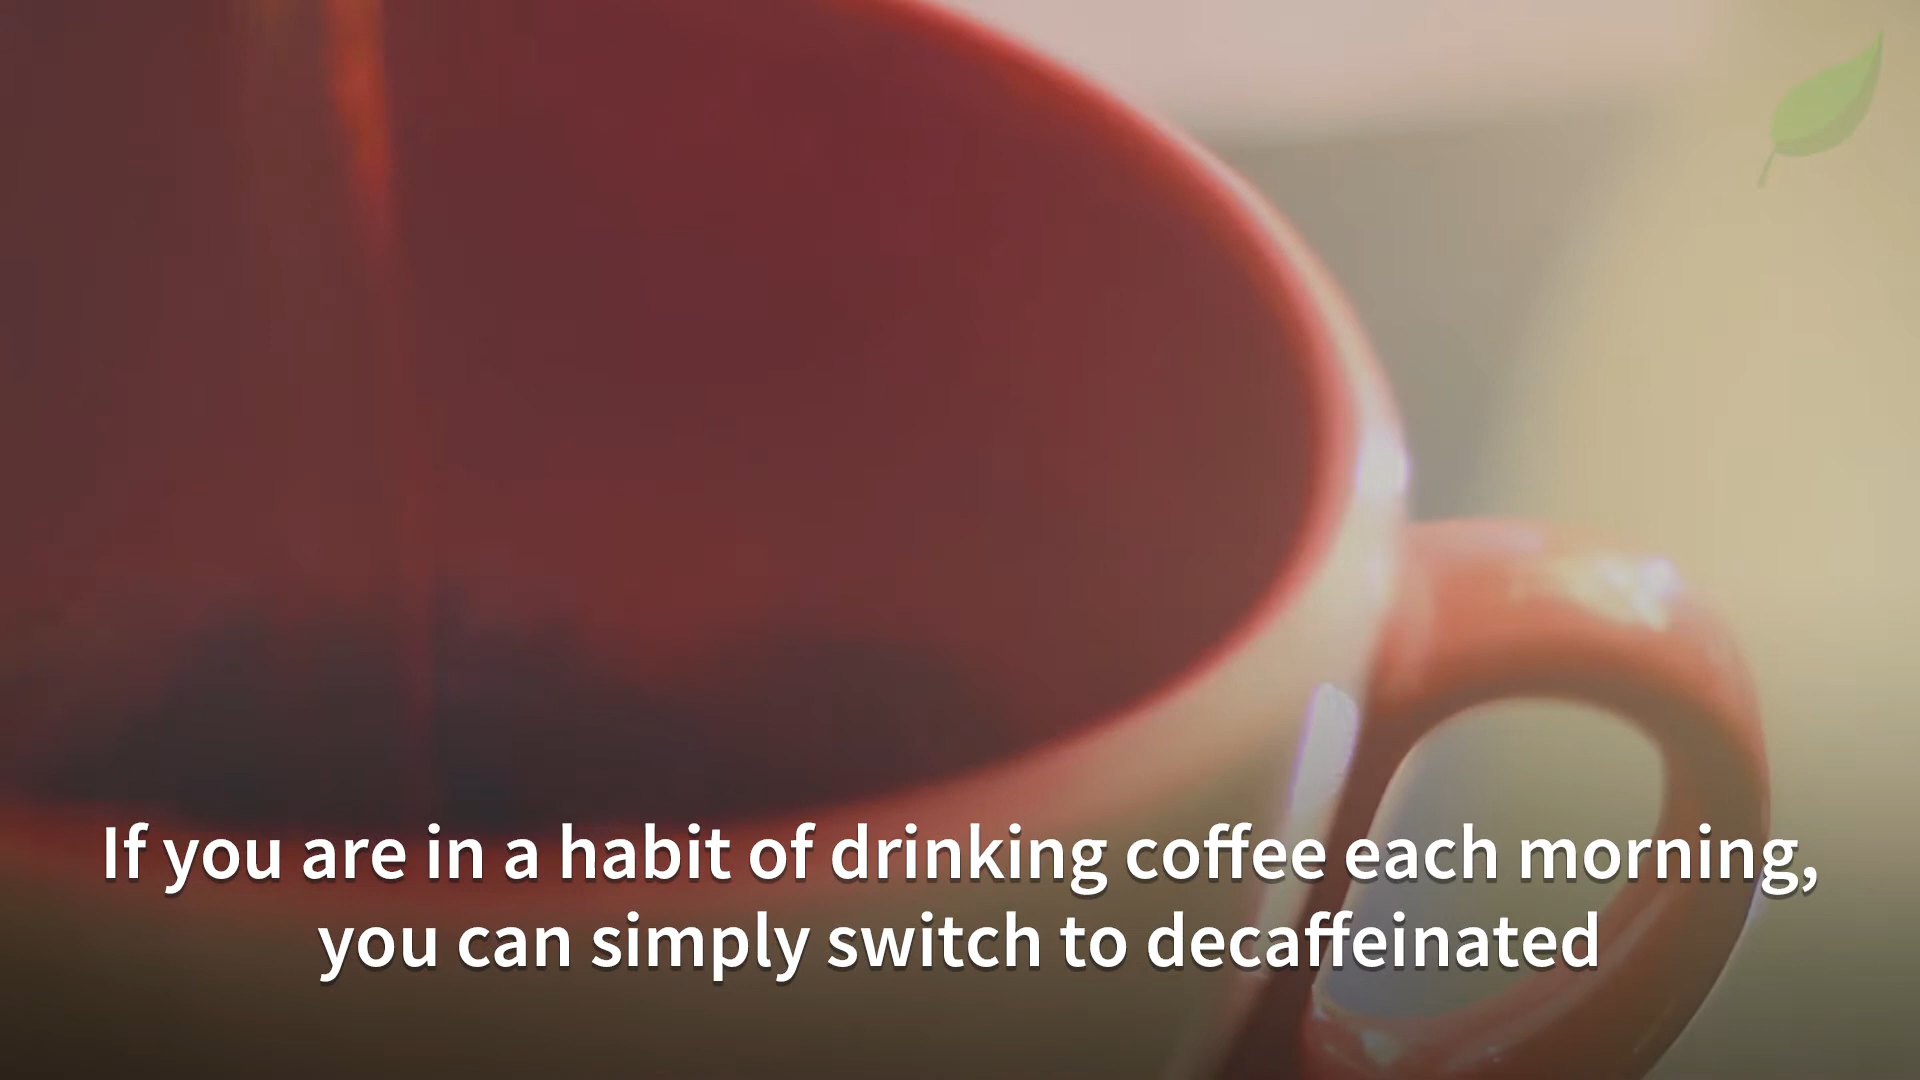 If you are in a habit of drinking coffee each morning,
you can simply switch to decaffeinated